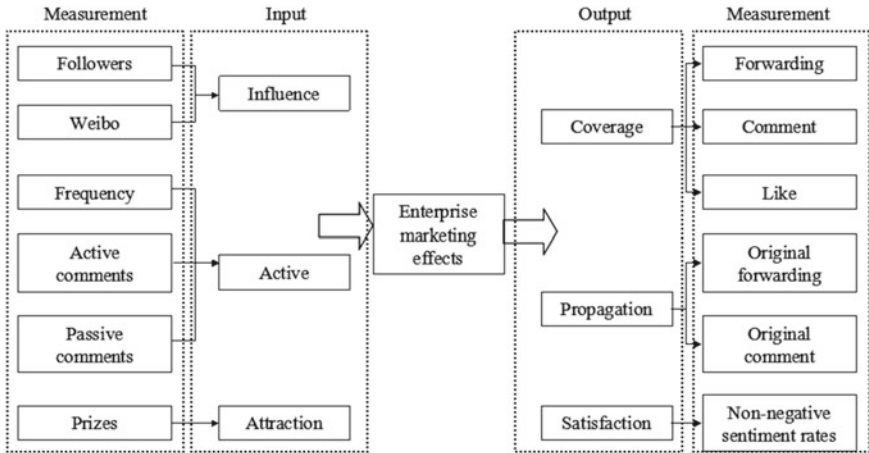 Measurement
Input
Output
Measurement
Followers
Weibo
Frequency
Active
comments
Passive
comments
Prizes
Influence
Active
Attraction
Enterprise
marketing
effects
Coverage
Propagation
Satisfaction
Forwarding
Comment
Like
Original
forwarding
Original
comment
Non-negative
sentiment rates